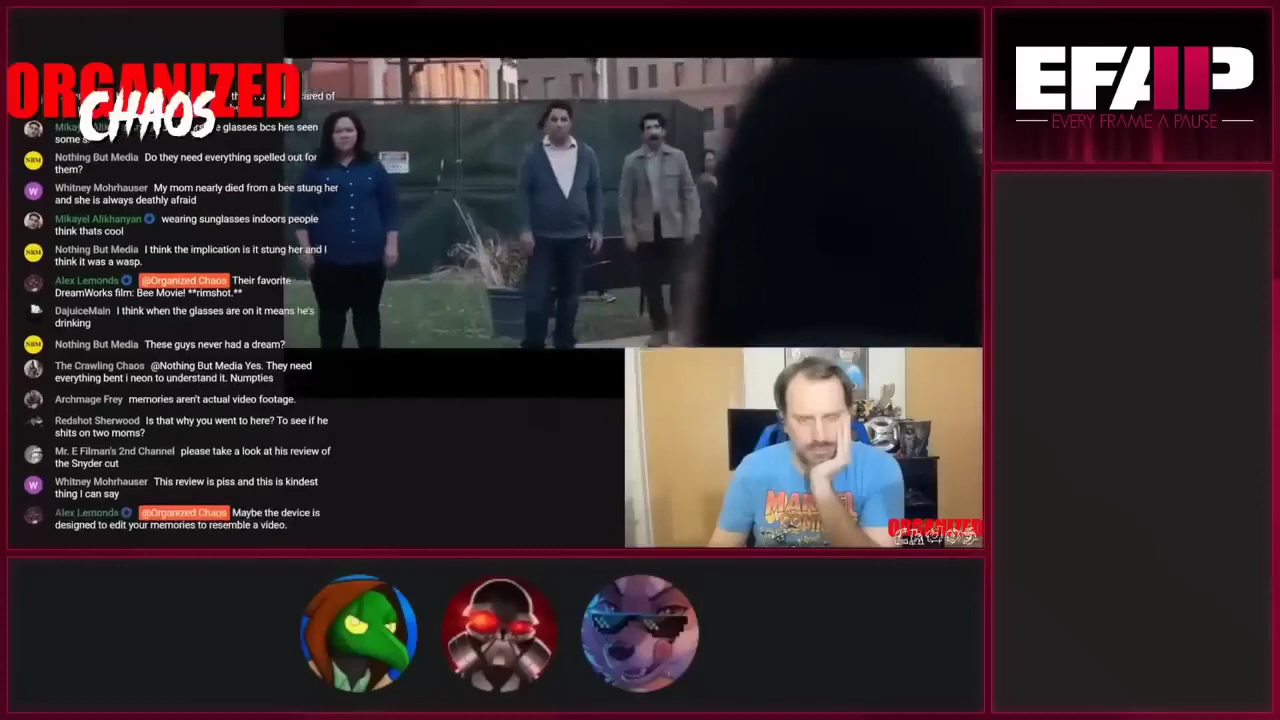 ORGANIZED
CHAOS
ared of
Mikay
glasses bcs hes seen
some
Nothing But Media Do they need everything spelled out for
them?
Whitney Mohrhauser My mom nearly died from a bee stung her
and she is always deathly afraid
Mikayel Alikhanyan wearing sunglasses indoors people
think thats cool
Nothing But Media I think the implication is it stung her and I
think it was a wasp.
Alex Lemonds @Organized Chaos Their favorite
DreamWorks film: Bee Movie! **rimshot.**
DajuiceMain I think when the glasses are on it means he's
drinking
Nothing But Media These guys never had a dream?
The Crawling Chaos @Nothing But Media Yes. They need
everything bent i neon to understand it. Numpties
Archmage Frey memories aren't actual video footage.
Redshot Sherwood Is that why you went to here? To see if he
shits on two moms?
Mr. E Filman's 2nd Channel please take a look at his review of
the Snyder cut
Whitney Mohrhauser This review is piss and this is kindest
thing I can say
Alex Lemonds @Organized Chaos Maybe the device is
designed to edit your memories to resemble a video.
NBM
W
NBM
NBM
W
MARVEL
ORGANIZED
CHAOS
EFAP
EVERY FRAME A PAUSE